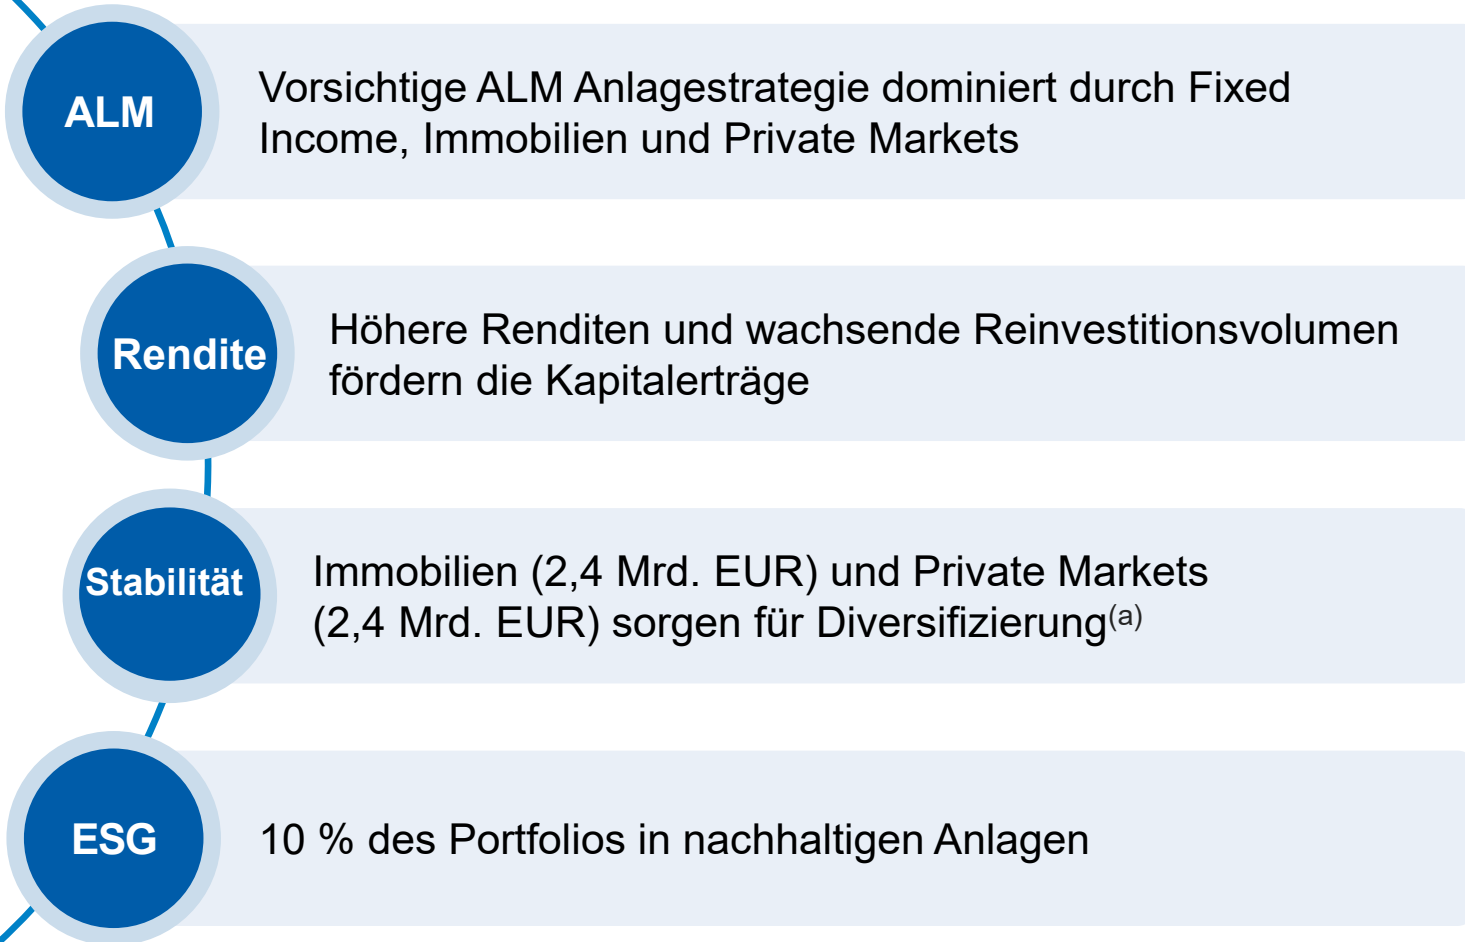 ALM
Vorsichtige ALM Anlagestrategie dominiert durch Fixed
Income, Immobilien und Private Markets
Rendite
Höhere Renditen und wachsende Reinvestitionsvolumen
fördern die Kapitalerträge
Stabilität
Immobilien (2,4 Mrd. EUR) und Private Markets
(2,4 Mrd. EUR) sorgen für Diversifizierung(a)
ESG
10 % des Portfolios in nachhaltigen Anlagen